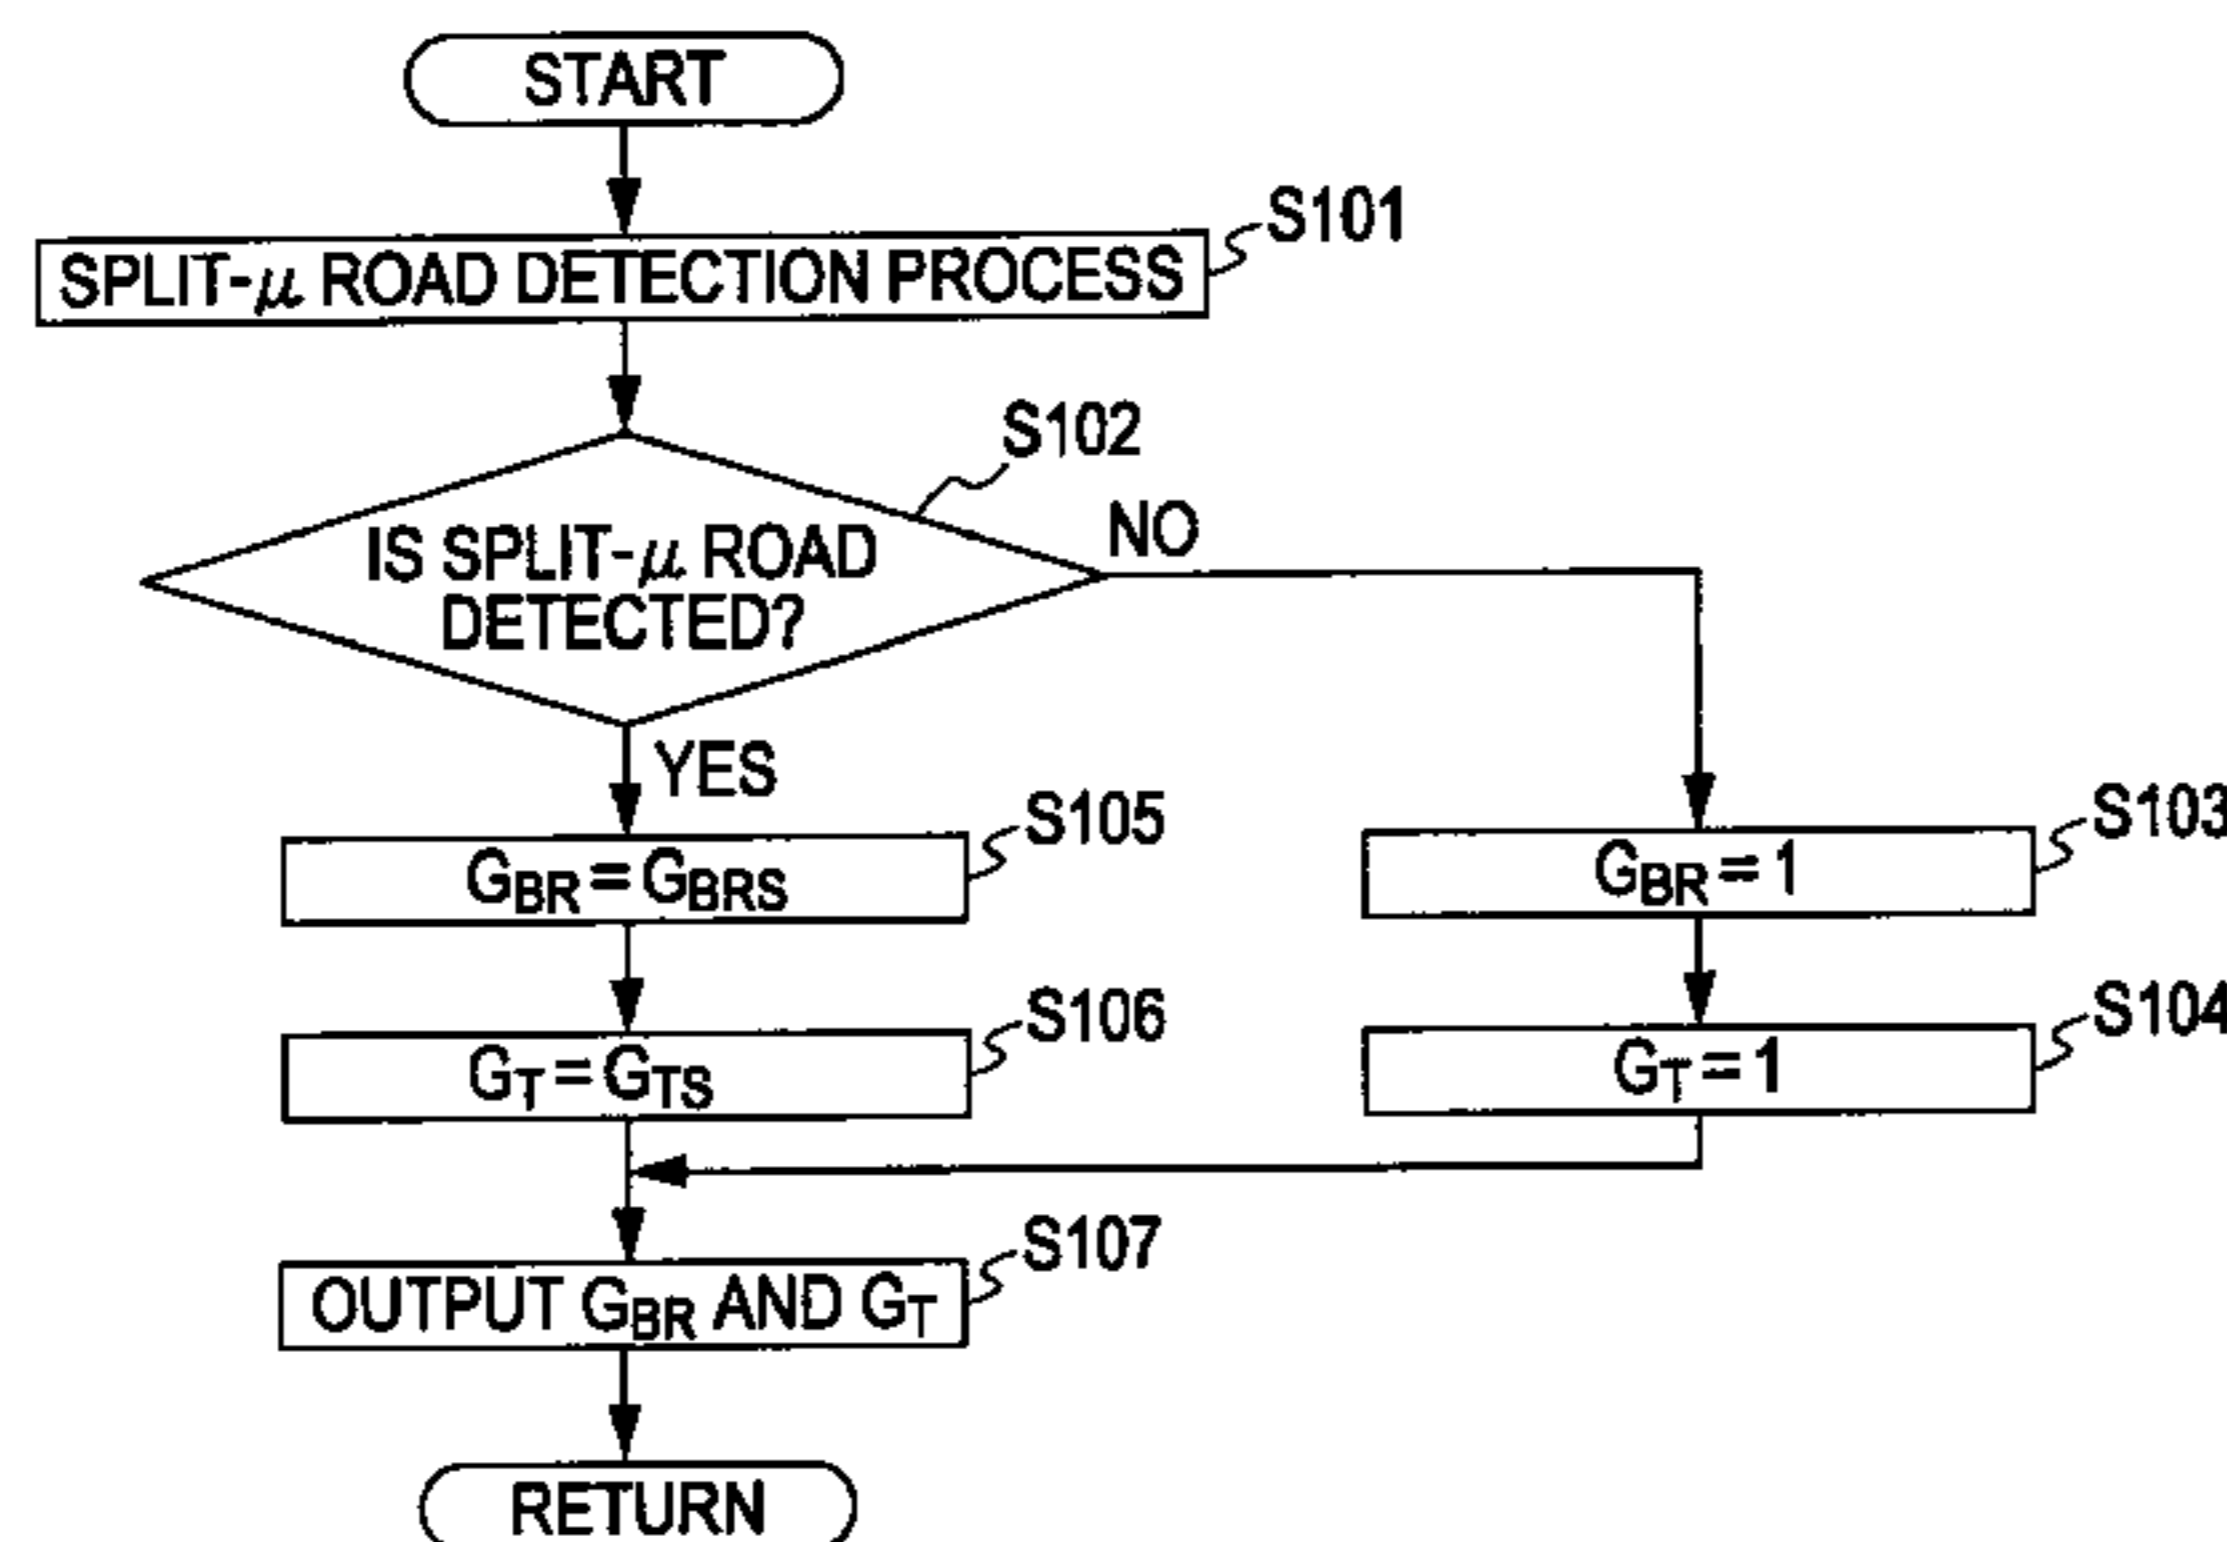 START
SPLIT-μ ROAD DETECTION PROCESS
S101
S102
IS SPLIT-μ ROAD
DETECTED?
NO
YES
S105
GBR = GBRS
S103
GBR = 1
S106
GT = GTS
S104
GT = 1
S107
OUTPUT GBR AND GT
RETURN